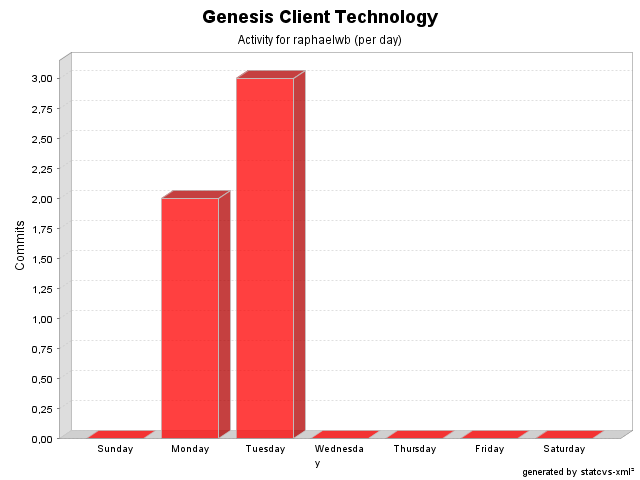 Genesis Client Technology
Activity for raphaelwb (per day)
Commits
3,00
2,75
2,50
2,25
2,00
1,75
1,50
1,25
1,00
0,75
0,50
0,25
0,00
Sunday Monday Tuesday Wednesda Thursday Friday Saturday
y
generated by statcvs-xml²